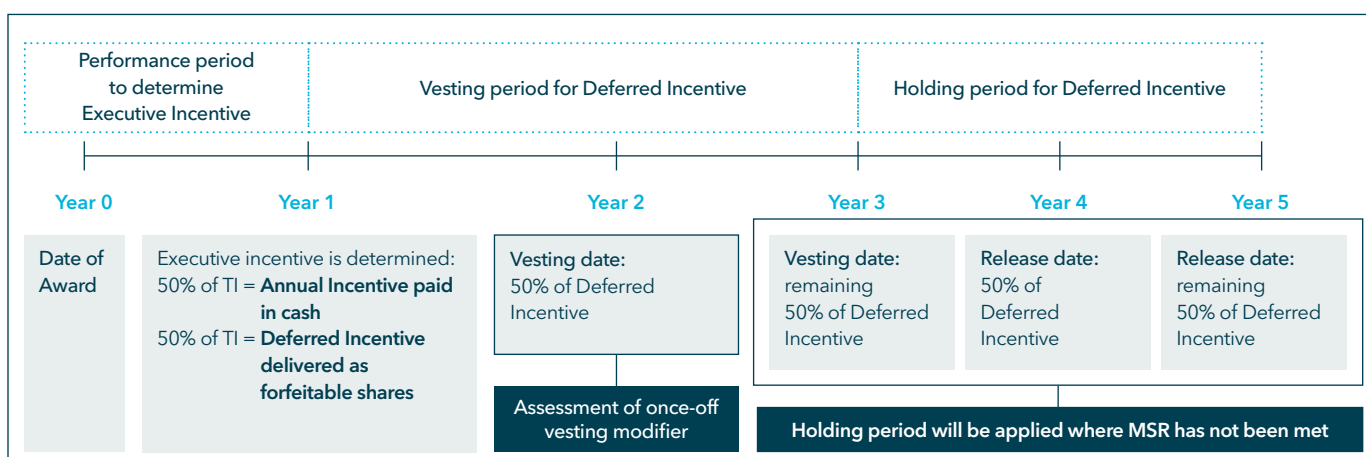 Performance period
to determine
Executive Incentive
Vesting period for Deferred Incentive
Holding period for Deferred Incentive
Year 0
Year 1
Year 2
Year 3
Year 4
Year 5
Date of
Award
Executive incentive is determined:
50% of TI = Annual Incentive paid
in cash
50% of TI = Deferred Incentive
delivered as
forfeitable shares
Vesting date:
50% of Deferred
Incentive
Assessment of once-off
vesting modifier
Vesting date:
remaining
50% of Deferred
Incentive
Release date:
50% of
Deferred
Incentive
Release date:
remaining
50% of Deferred
Incentive
Holding period will be applied where MSR has not been met